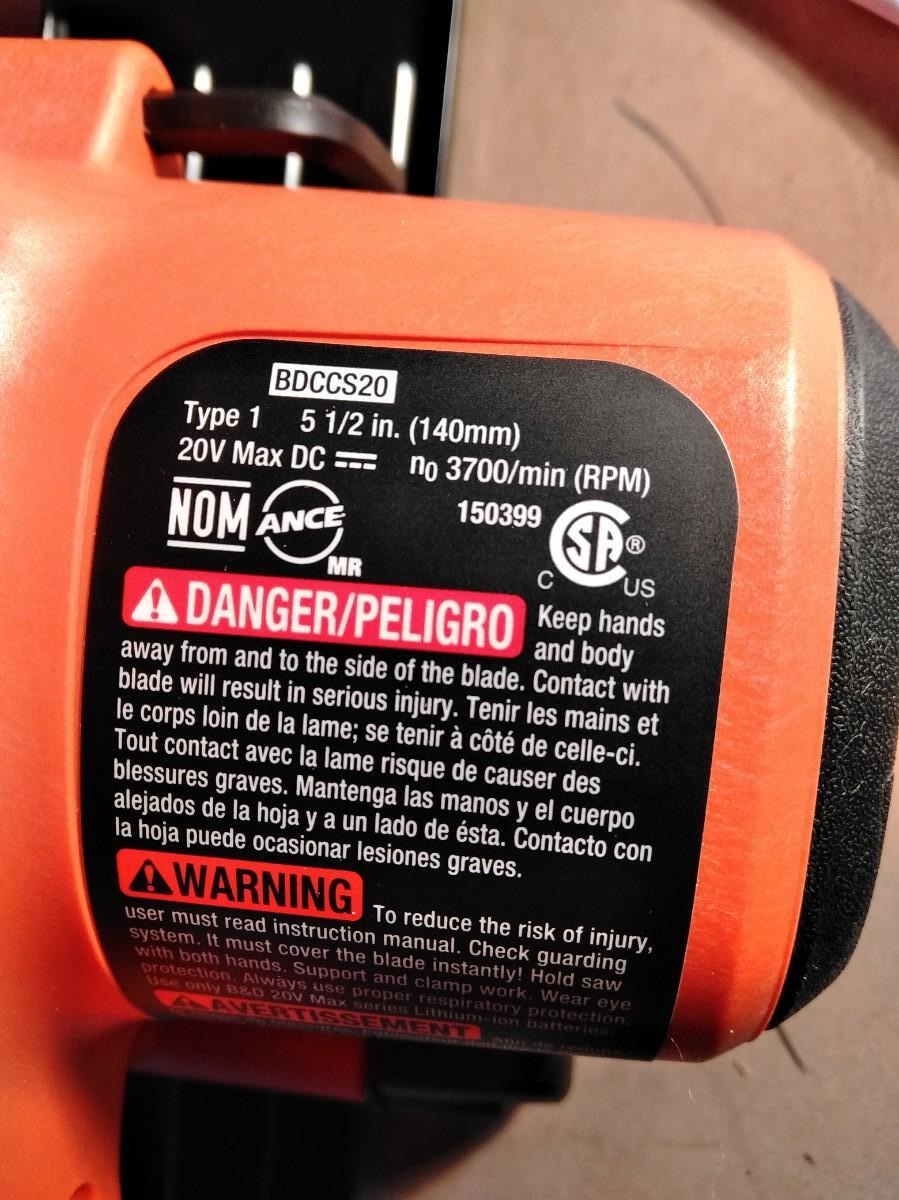 BDCCS20
Type 1 5 1/2 in. (140mm)
20V Max DC n0 3700/min (RPM)
NOM ANCE MR 150399 C SA ® US
DANGER/PELIGRO Keep hands
and body
away from and to the side of the blade. Contact with
blade will result in serious injury. Tenir les mains et
le corps loin de la lame; se tenir à côté de celle-ci.
Tout contact avec la lame risque de causer des
blessures graves. Mantenga las manos y el cuerpo
alejados de la hoja y a un lado de ésta. Contacto con
la hoja puede ocasionar lesiones graves.
WARNING To reduce the risk of injury,
user must read instruction manual. Check guarding
system. It must cover the blade instantly! Hold saw
with both hands. Support and clamp work. Wear eye
protection. Always use proper respiratory protection.
Use only B&D 20V Max series Lithium-ion batteries.
AVERTISSEMENT Afin de réduire